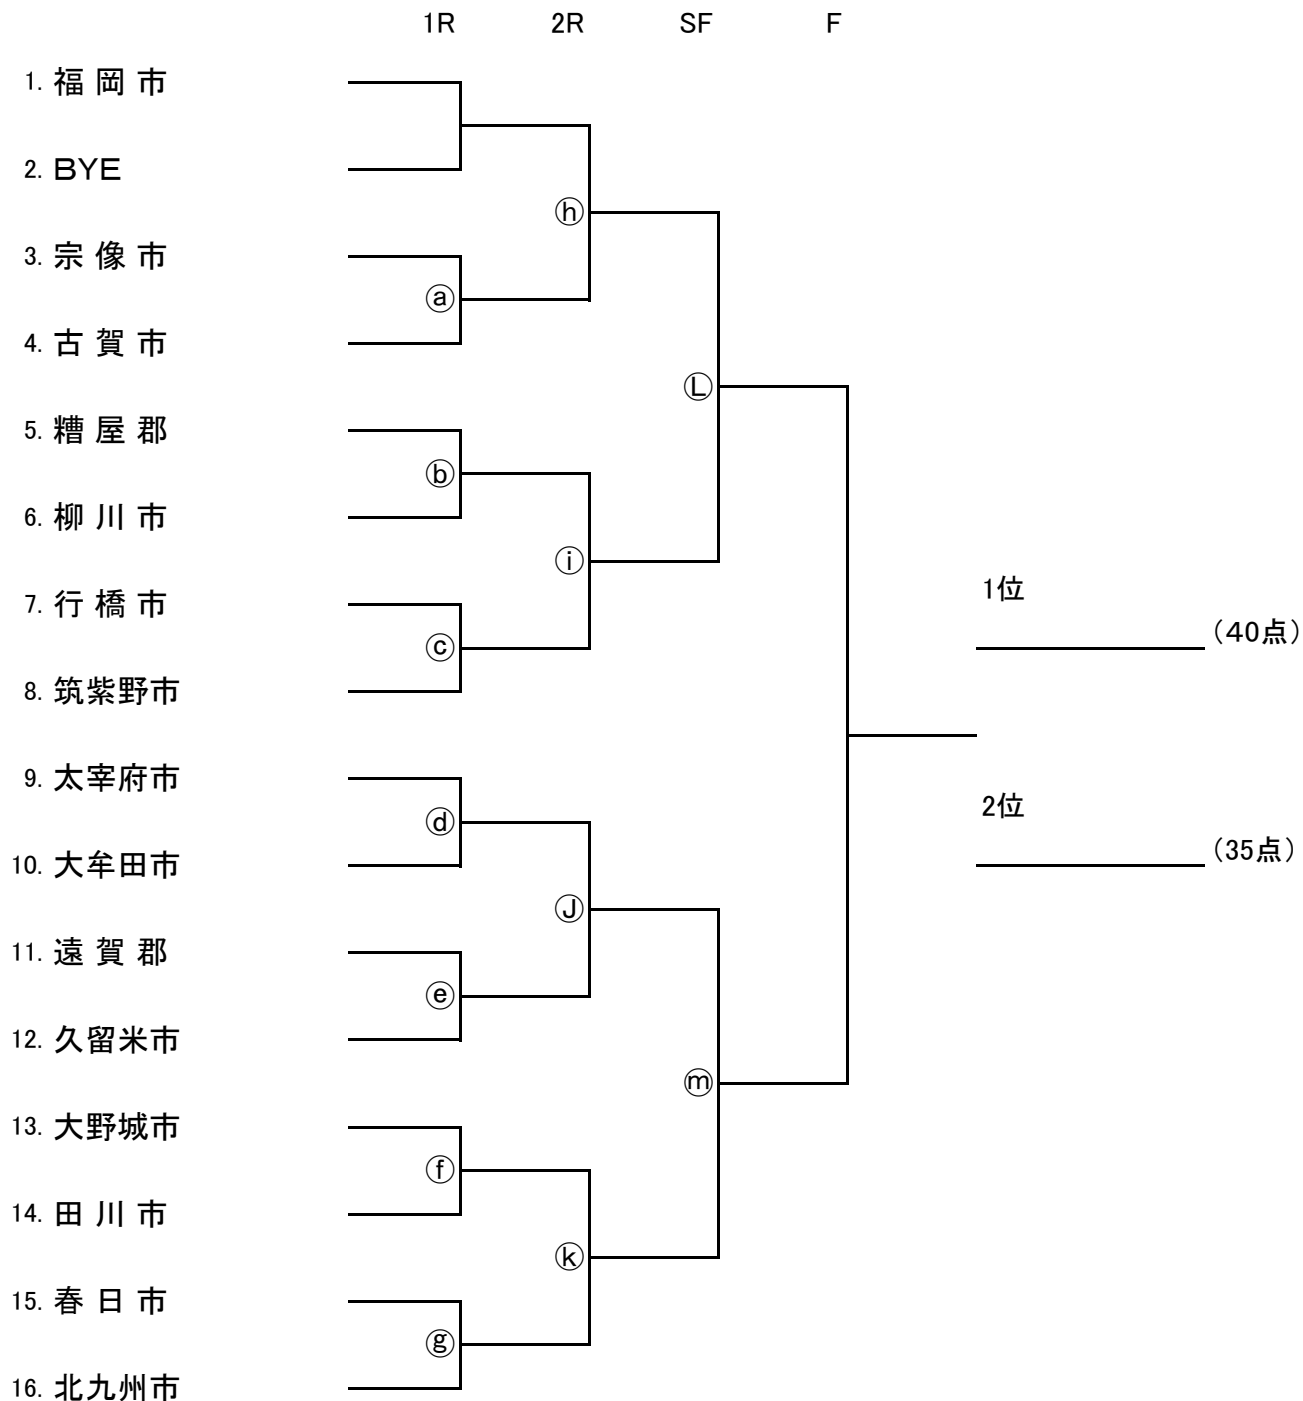 1R 2R SF F
1. 福 岡 市
2. BYE
ⓗ
3. 宗 像 市
ⓐ
4. 古 賀 市
Ⓛ
5. 糟 屋 郡
ⓑ
6. 柳 川 市
ⓘ
7. 行 橋 市
ⓒ
8. 筑紫野市
1位
（40点）
9. 太宰府市
ⓓ
10. 大牟田市
2位
（35点）
Ⓙ
11. 遠 賀 郡
ⓔ
12. 久留米市
ⓜ
13. 大野城市
ⓕ
14. 田 川 市
ⓚ
15. 春 日 市
ⓖ
16. 北九州市